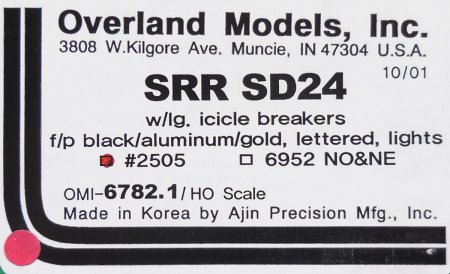 Overland Models, Inc.
3808 W.Kilgore Ave. Muncie, IN 47304 U.S.A.
10/01
SRR SD24
w/lg. icicle breakers
f/p black/aluminum/gold, lettered, lights
#2505 6952 NO&NE
OMI-6782.1/ HO Scale
Made in Korea by Ajin Precision Mfg., Inc.